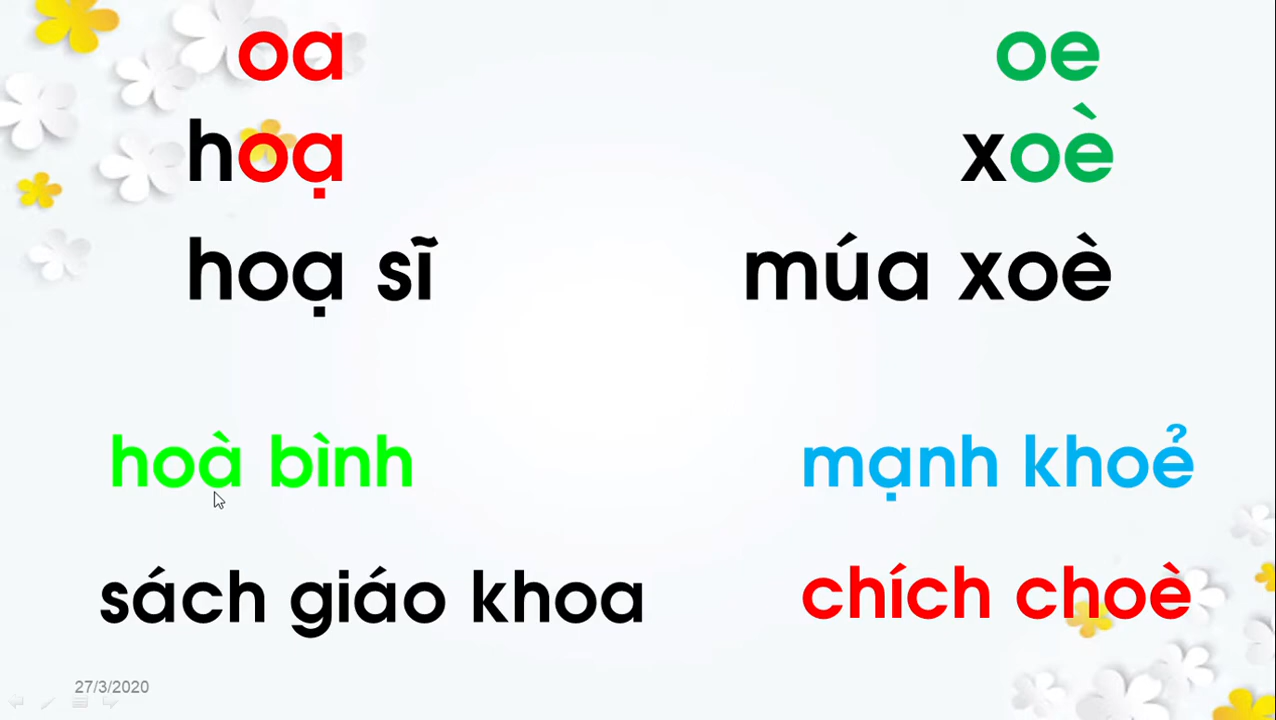 oa
oe
hoạ
xoè
hoạ sĩ
múa xoè
hoà bình
mạnh khoẻ
sách giáo khoa
chích choè
27/3/2020